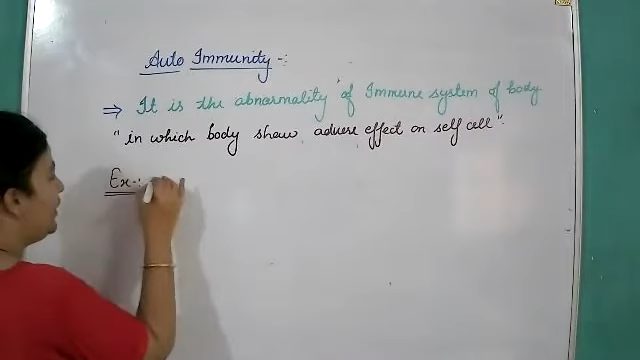 Auto Immunity :-
⇒ It is the abnormality of Immune system of body
"in which body show adverse effect on self cell".
Ex-: